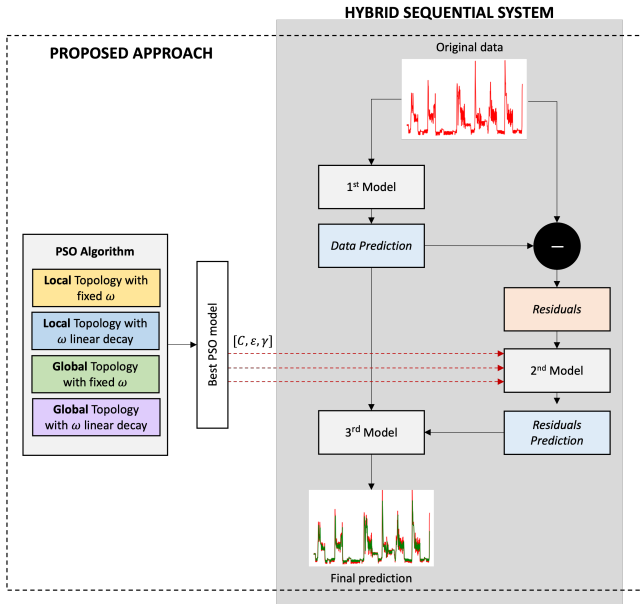 HYBRID SEQUENTIAL SYSTEM
PROPOSED APPROACH
Original data
1st Model
Data Prediction
−
Residuals
PSO Algorithm
Local Topology with
fixed ω
Local Topology with
ω linear decay
Global Topology
with fixed ω
Global Topology
with ω linear decay
Best PSO model
[C, ε, γ]
2nd Model
Residuals
Prediction
3rd Model
Final prediction